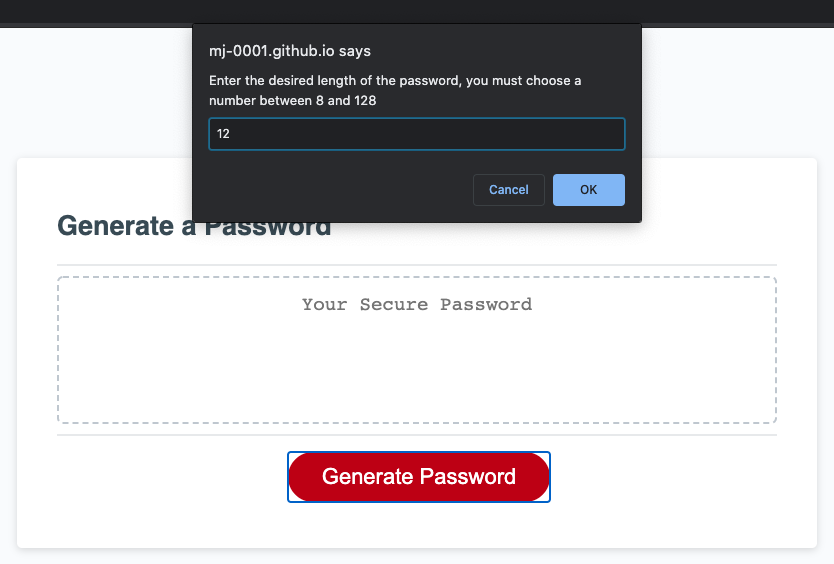 mj-0001.github.io says
Enter the desired length of the password, you must choose a
number between 8 and 128
12
Cancel
OK
Generate a Password
Your Secure Password
Generate Password